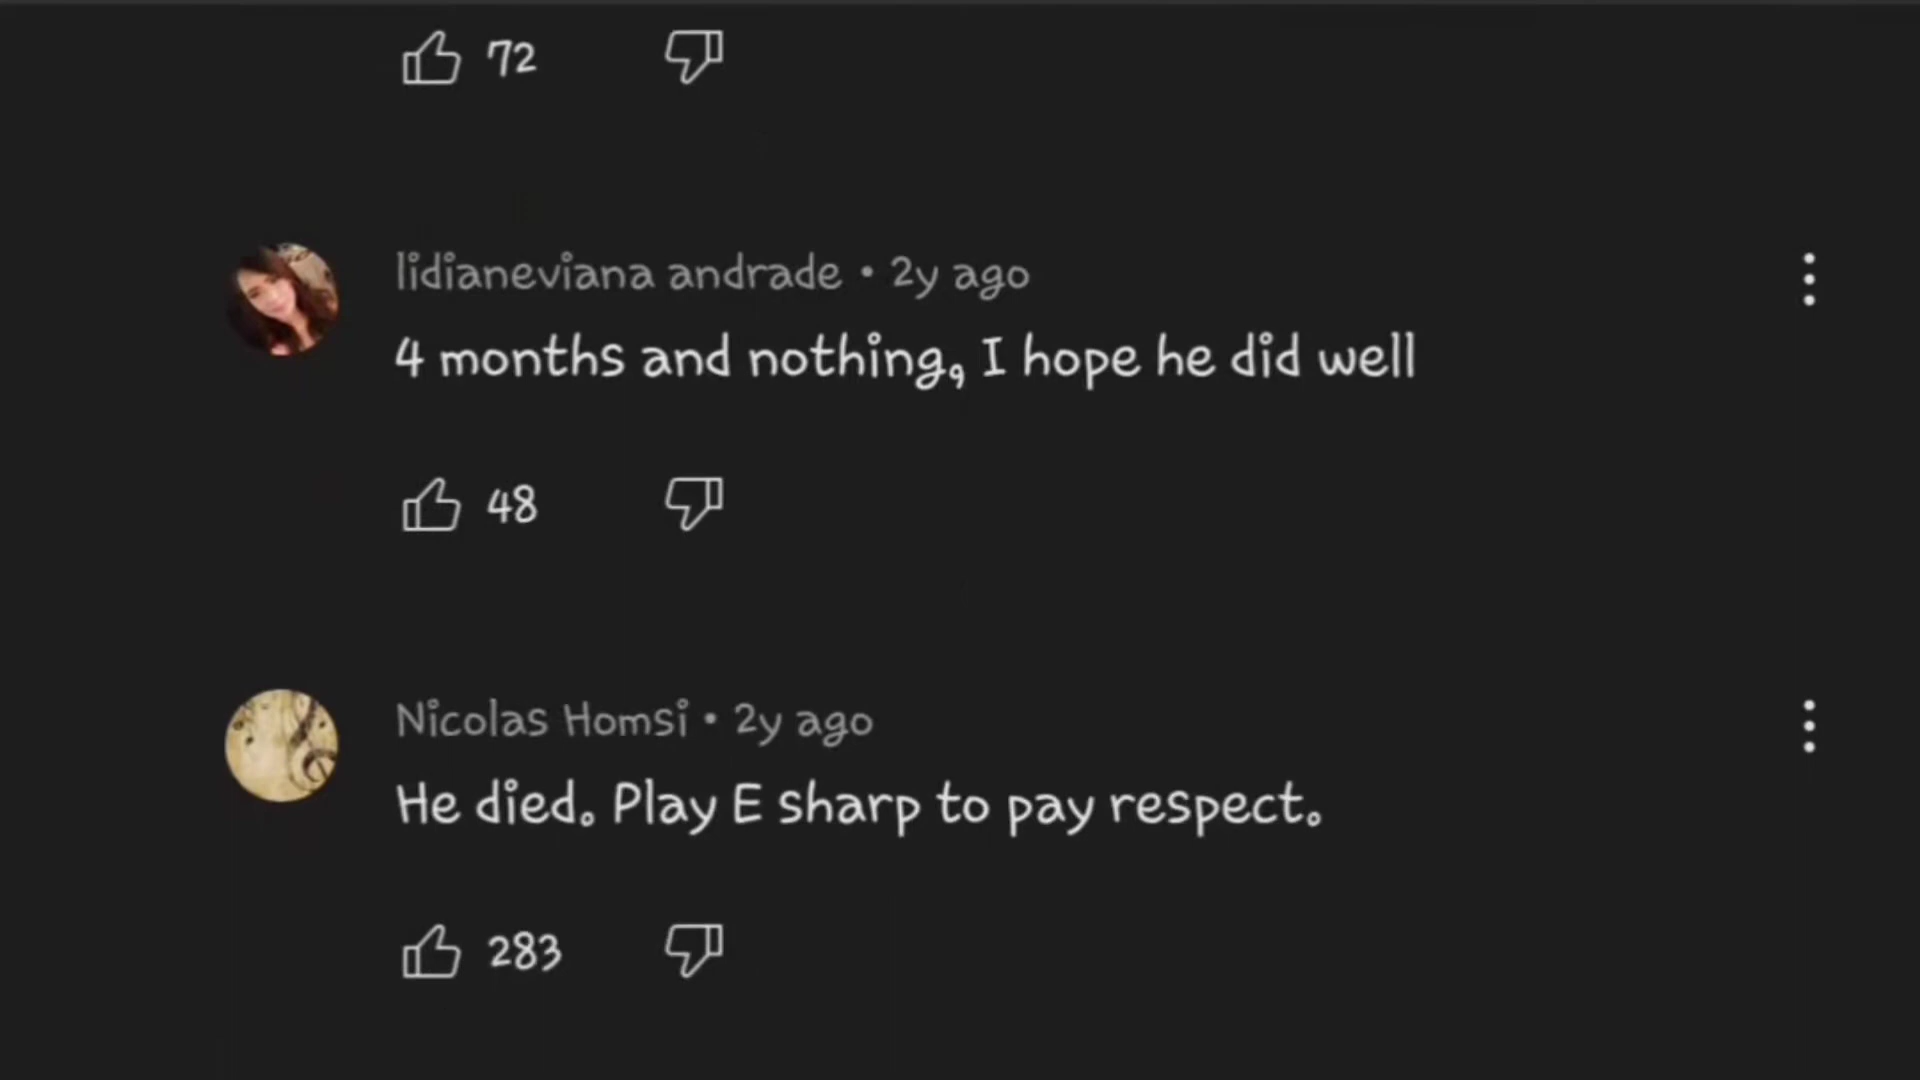 72
lidianeviana andrade • 2y ago
4 months and nothing, I hope he did well
48
Nicolas Homsi • 2y ago
He died. Play E sharp to pay respect.
283